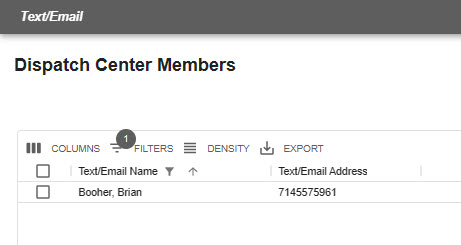 Text/Email
Dispatch Center Members
COLUMNS 1 FILTERS DENSITY EXPORT
Text/Email Name Text/Email Address
Booher, Brian 7145575961